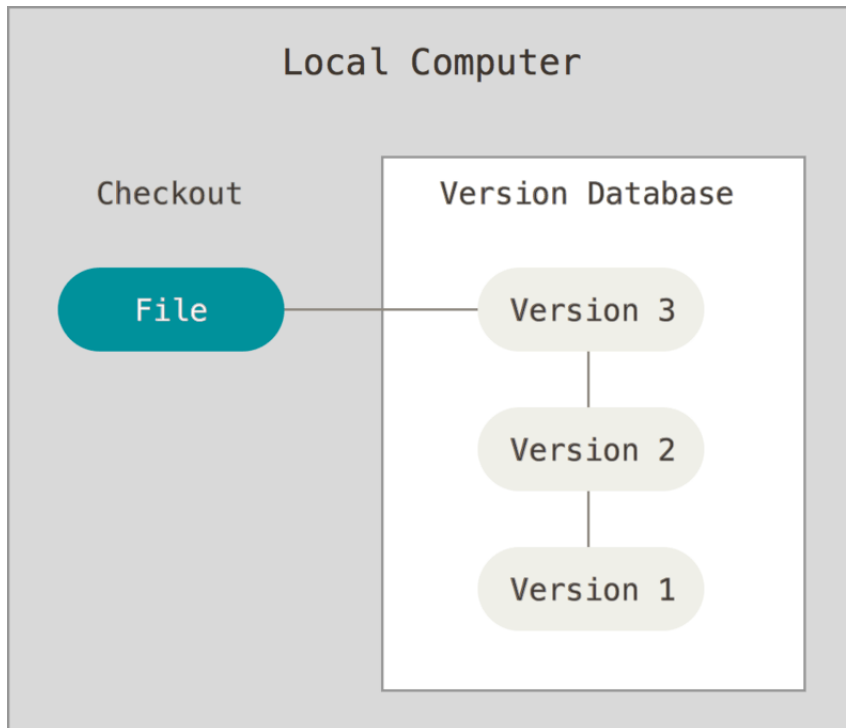 Local Computer
Checkout
Version Database
File
Version 3
Version 2
Version 1